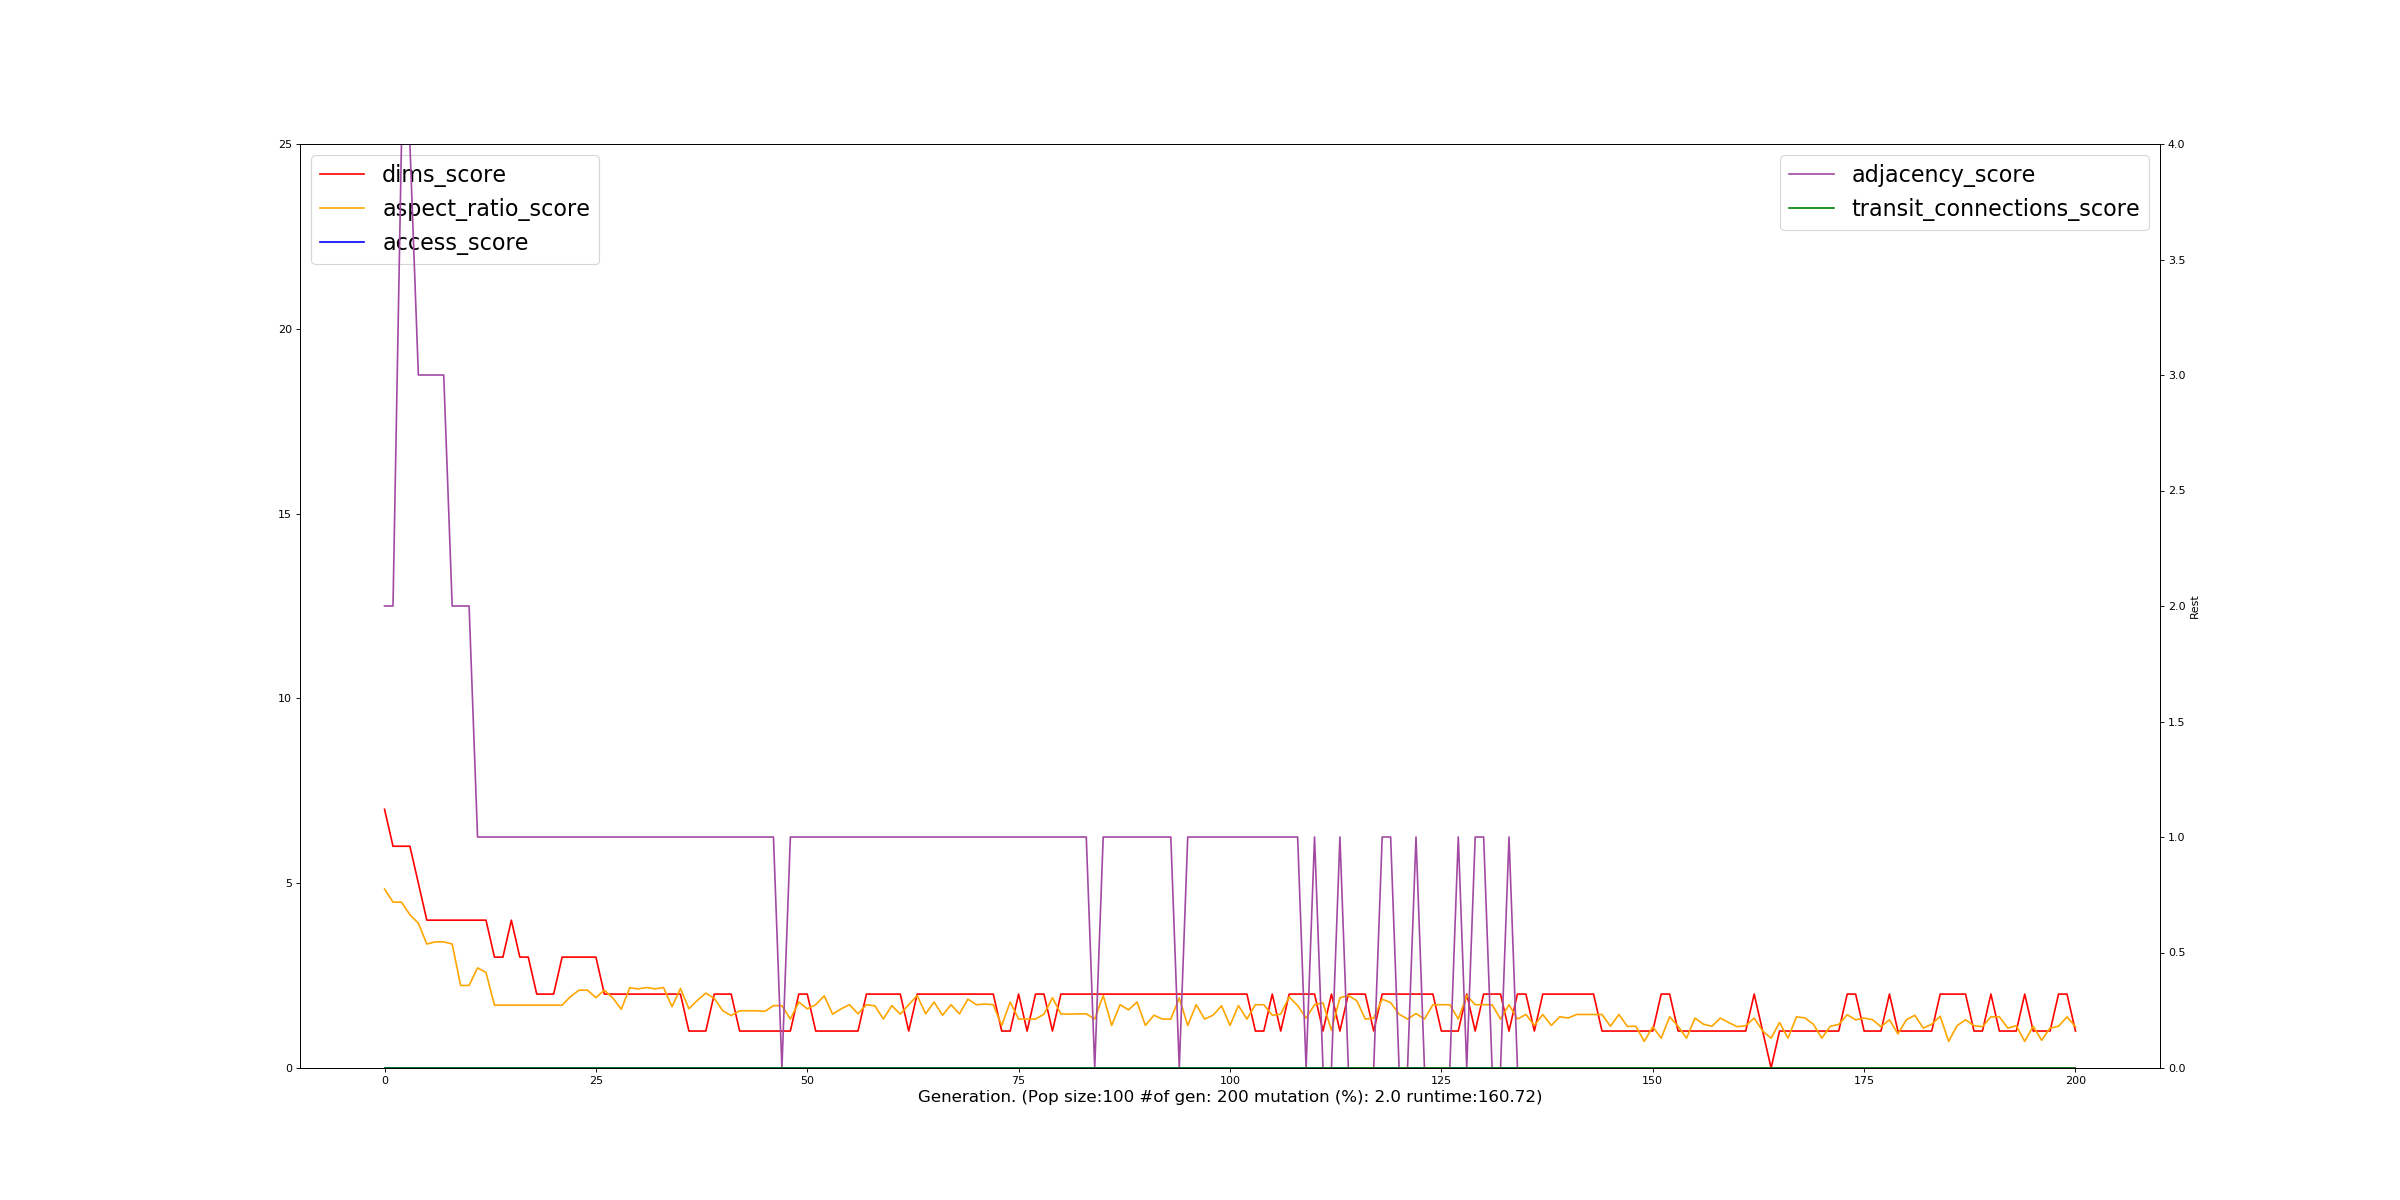 dims_score
aspect_ratio_score
access_score
adjacency_score
transit_connections_score
25
20
15
10
5
0
4.0
3.5
3.0
2.5
2.0
1.5
1.0
0.5
0.0
Rest
0 25 50 75 100 125 150 175 200
Generation. (Pop size:100 #of gen: 200 mutation (%): 2.0 runtime:160.72)